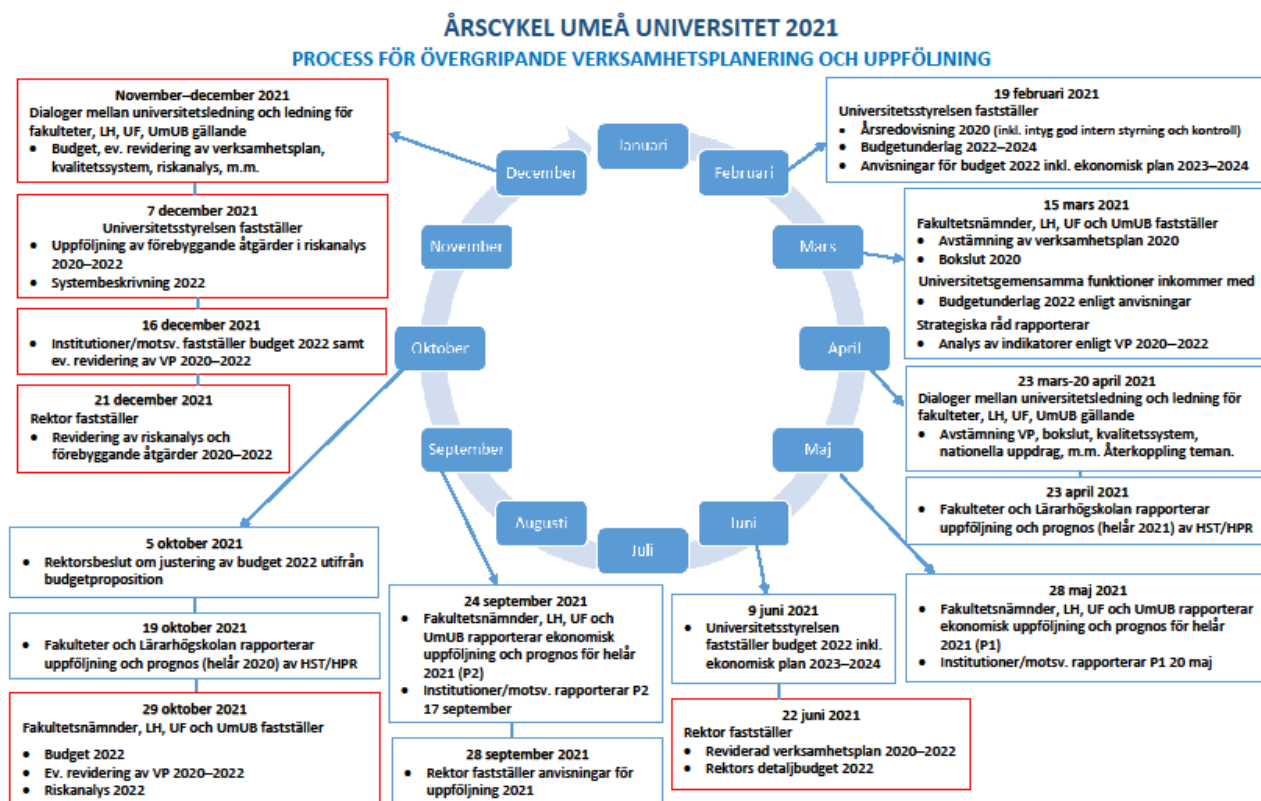 ÅRSCYKEL UMEÅ UNIVERSITET 2021
PROCESS FÖR ÖVERGRIPANDE VERKSAMHETSPLANERING OCH UPPFÖLJNING
November–december 2021
Dialoger mellan universitetsledning och ledning för
fakulteter, LH, UF, UmUB gällande
• Budget, ev. revidering av verksamhetsplan,
kvalitetssystem, riskanalys, m.m.
7 december 2021
Universitetsstyrelsen fastställer
• Uppföljning av förebyggande åtgärder i riskanalys
2020–2022
• Systembeskrivning 2022
16 december 2021
• Institutioner/motsv. fastställer budget 2022 samt
ev. revidering av VP 2020–2022
21 december 2021
Rektor fastställer
• Revidering av riskanalys och
förebyggande åtgärder 2020–2022
Januari
Februari
Mars
April
Maj
Juni
Juli
Augusti
September
Oktober
November
December
19 februari 2021
Universitetsstyrelsen fastställer
• Årsredovisning 2020 (inkl. intyg god intern styrning och kontroll)
• Budgetunderlag 2022–2024
• Anvisningar för budget 2022 inkl. ekonomisk plan 2023–2024
15 mars 2021
Fakultetsnämnder, LH, UF och UmUB fastställer
• Avstämning av verksamhetsplan 2020
• Bokslut 2020
Universitetsgemensamma funktioner inkommer med
• Budgetunderlag 2022 enligt anvisningar
Strategiska råd rapporterar
• Analys av indikatorer enligt VP 2020–2022
23 mars-20 april 2021
Dialoger mellan universitetsledning och ledning för
fakulteter, LH, UF, UmUB gällande
• Avstämning VP, bokslut, kvalitetssystem,
nationella uppdrag, m.m. Återkoppling teman.
23 april 2021
• Fakulteter och Lärarhögskolan rapporterar
uppföljning och prognos (helår 2021) av HST/HPR
28 maj 2021
• Fakultetsnämnder, LH, UF och UmUB rapporterar
ekonomisk uppföljning och prognos för helår
2021 (P1)
• Institutioner/motsv. rapporterar P1 20 maj
9 juni 2021
• Universitetsstyrelsen
fastställer budget 2022 inkl.
ekonomisk plan 2023–2024
22 juni 2021
Rektor fastställer
• Reviderad verksamhetsplan 2020–2022
• Rektors detaljbudget 2022
24 september 2021
• Fakultetsnämnder, LH, UF och
UmUB rapporterar ekonomisk
uppföljning och prognos för helår
2021 (P2)
• Institutioner/motsv. rapporterar P2
17 september
28 september 2021
• Rektor fastställer anvisningar för
uppföljning 2021
5 oktober 2021
• Rektorsbeslut om justering av budget 2022 utifrån
budgetproposition
19 oktober 2021
• Fakulteter och Lärarhögskolan rapporterar
uppföljning och prognos (helår 2020) av HST/HPR
29 oktober 2021
Fakultetsnämnder, LH, UF och UmUB fastställer
• Budget 2022
• Ev. revidering av VP 2020–2022
• Riskanalys 2022